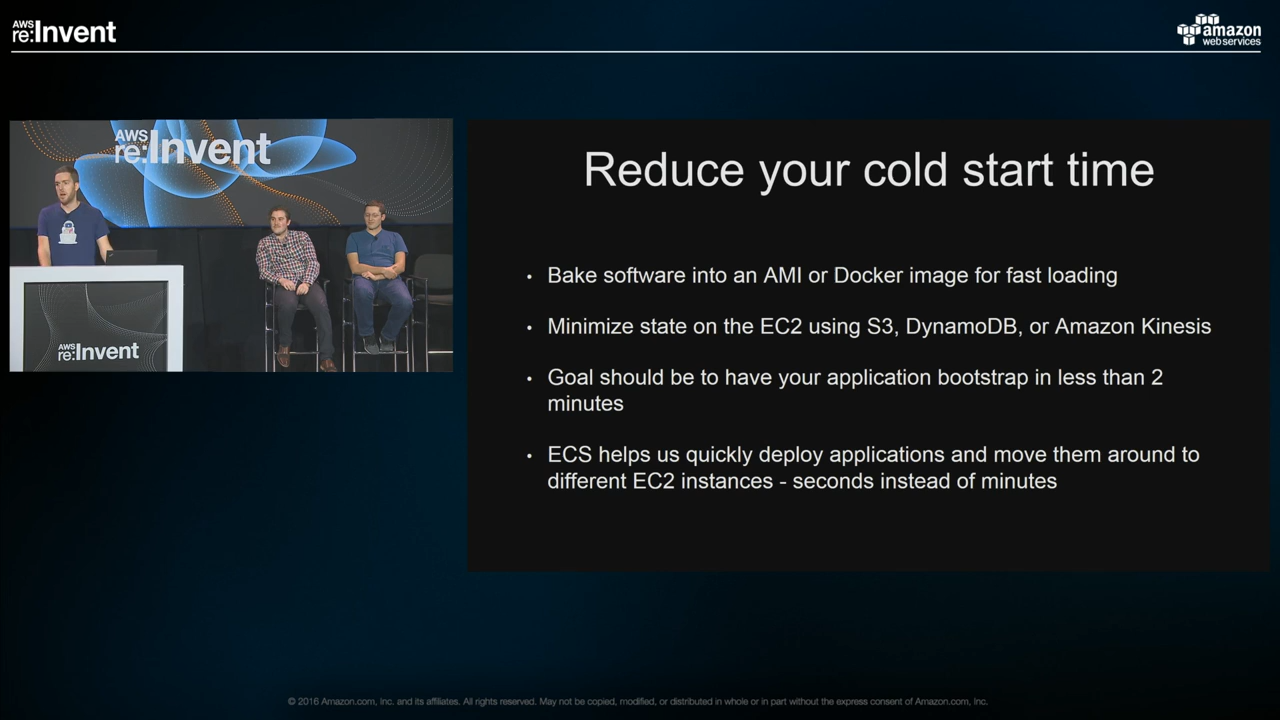 AWS
re:Invent
amazon
web services
AWS
re:Invent
AWS
re:Invent
Reduce your cold start time
• Bake software into an AMI or Docker image for fast loading
• Minimize state on the EC2 using S3, DynamoDB, or Amazon Kinesis
• Goal should be to have your application bootstrap in less than 2
minutes
• ECS helps us quickly deploy applications and move them around to
different EC2 instances - seconds instead of minutes
© 2016 Amazon.com, Inc. and its affiliates. All rights reserved. May not be copied, modified, or distributed in whole or in part without the express consent of Amazon.com, Inc.